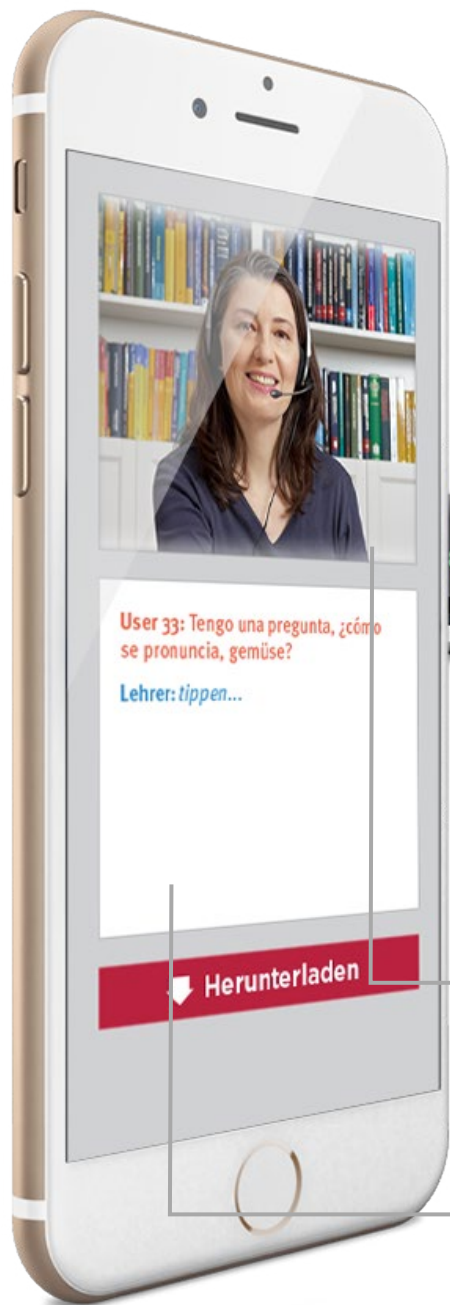 User 33: Tengo una pregunta, ¿cómo
se pronuncia, gemüse?
Lehrer: tippen...
Herunterladen